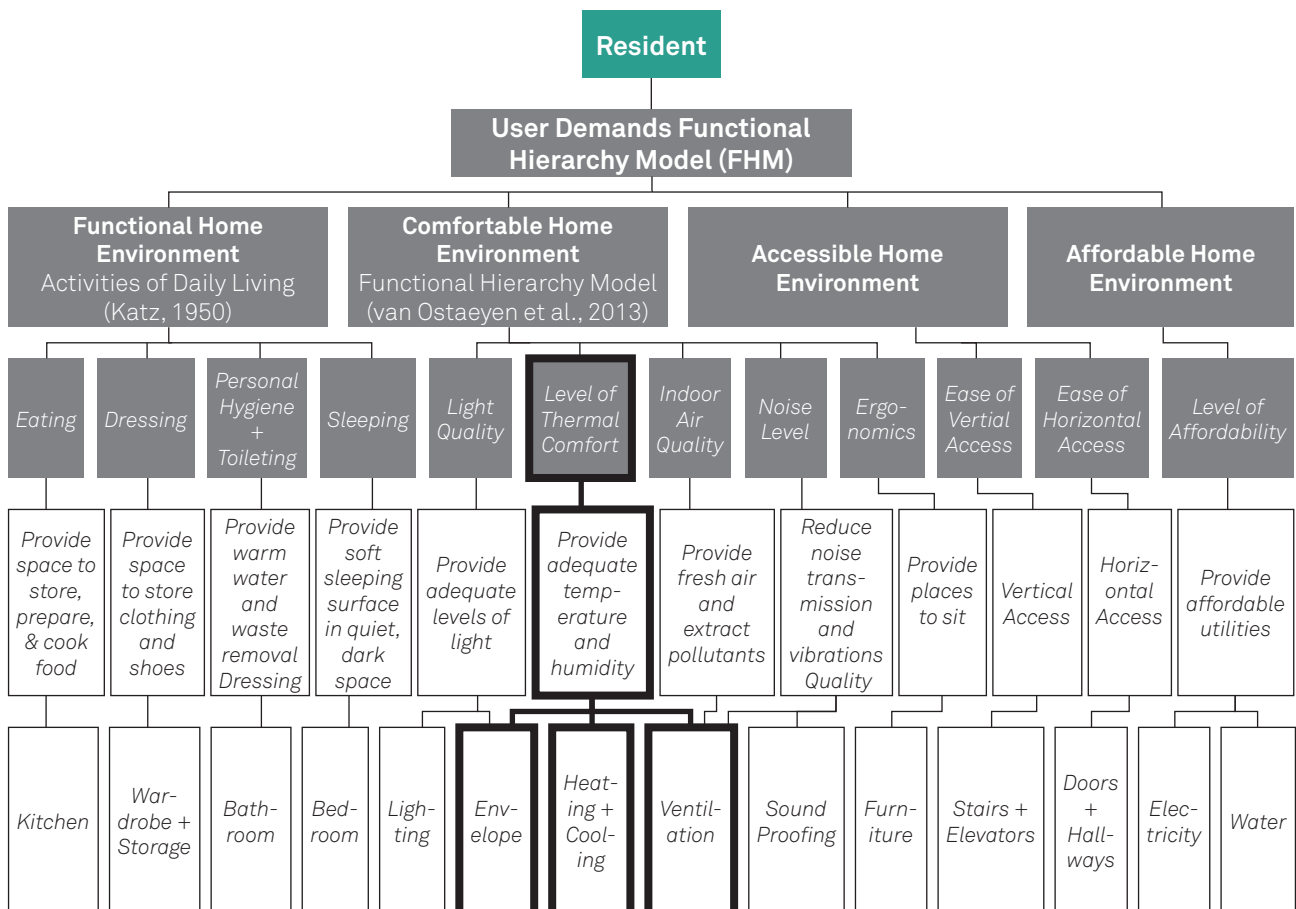 Resident
User Demands Functional
Hierarchy Model (FHM)
Functional Home
Environment
Activities of Daily Living
(Katz, 1950)
Comfortable Home
Environment
Functional Hierarchy Model
(van Ostaeyen et al., 2013)
Accessible Home
Environment
Affordable Home
Environment
Eating
Dressing
Personal
Hygiene
+
Toileting
Sleeping
Light
Quality
Level of
Thermal
Comfort
Indoor
Air
Quality
Noise
Level
Ergo-
nomics
Ease of
Vertial
Access
Ease of
Horizontal
Access
Level of
Affordability
Provide
space to
store,
prepare,
& cook
food
Provide
space
to store
clothing
and
shoes
Provide
warm
water
and
waste
removal
Dressing
Provide
soft
sleeping
surface
in quiet,
dark
space
Provide
adequate
levels of
light
Provide
adequate
temp-
erature
and
humidity
Provide
fresh air
and
extract
pollutants
Reduce
noise
trans-
mission
and
vibrations
Quality
Provide
places
to sit
Vertical
Access
Horiz-
ontal
Access
Provide
affordable
utilities
Kitchen
War-
drobe +
Storage
Bath-
room
Bed-
room
Ligh-
ting
Env-
elope
Heat-
ing +
Cool-
ing
Ventil-
ation
Sound
Proofing
Furn-
iture
Stairs +
Elevators
Doors
+
Hall-
ways
Elec-
tricity
Water